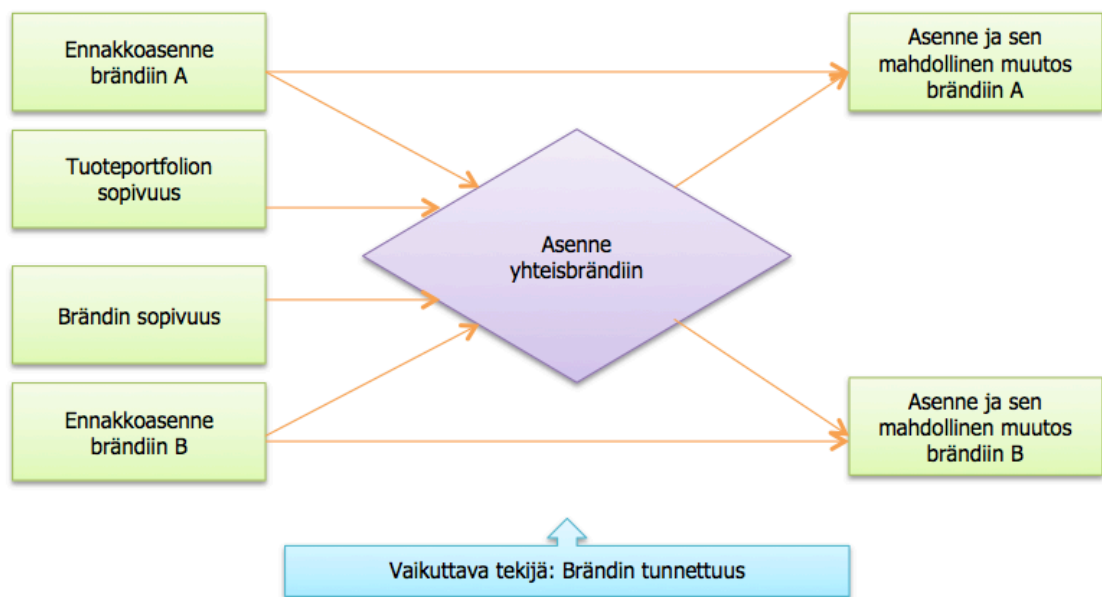 Ennakkoasenne
brändiin A
Tuoteportfolion
sopivuus
Brändin sopivuus
Ennakkoasenne
brändiin B
Asenne
yhteisbrändiin
Asenne ja sen
mahdollinen muutos
brändiin A
Asenne ja sen
mahdollinen muutos
brändiin B
Vaikuttava tekijä: Brändin tunnettuus